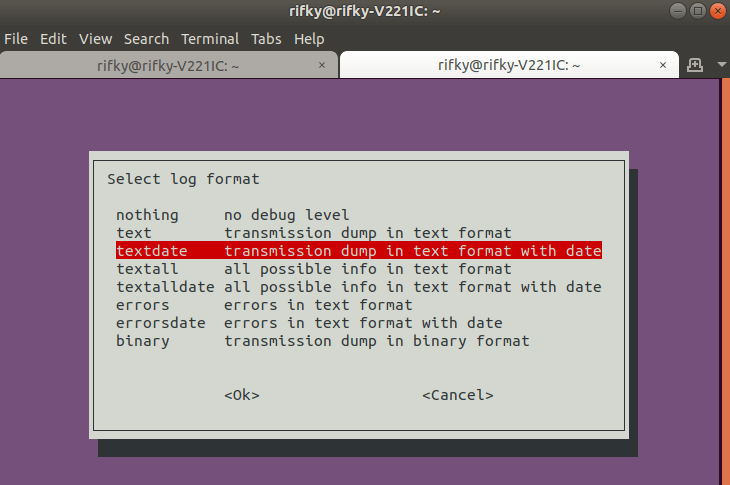 rifky@rifky-V221IC: ~
File Edit View Search Terminal Tabs Help
rifky@rifky-V221IC: ~ × rifky@rifky-V221IC: ~ ×
Select log format
nothing no debug level
text transmission dump in text format
textdate transmission dump in text format with date
textall all possible info in text format
textalldate all possible info in text format with date
errors errors in text format
errorsdate errors in text format with date
binary transmission dump in binary format
<Ok> <Cancel>